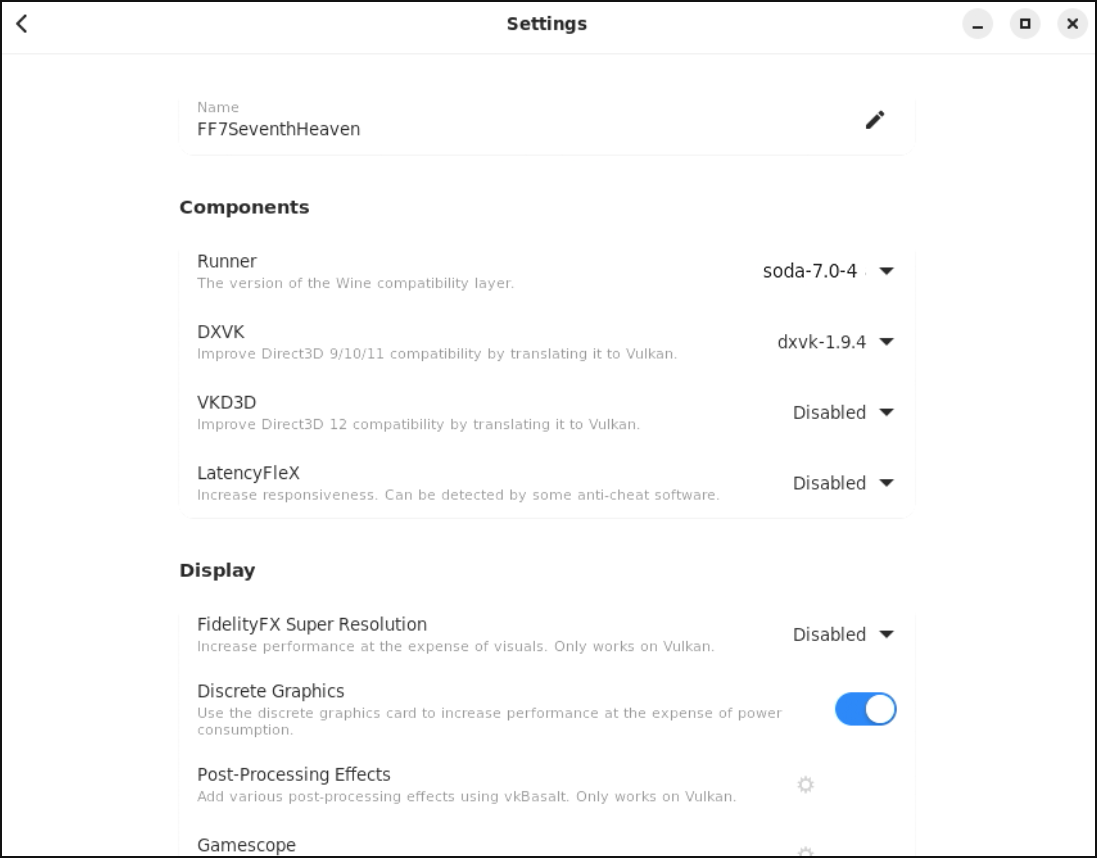 Settings
Name
FF7SeventhHeaven
Components
Runner
The version of the Wine compatibility layer.
soda-7.0-4
DXVK
Improve Direct3D 9/10/11 compatibility by translating it to Vulkan.
dxvk-1.9.4
VKD3D
Improve Direct3D 12 compatibility by translating it to Vulkan.
Disabled
LatencyFleX
Increase responsiveness. Can be detected by some anti-cheat software.
Disabled
Display
FidelityFX Super Resolution
Increase performance at the expense of visuals. Only works on Vulkan.
Disabled
Discrete Graphics
Use the discrete graphics card to increase performance at the expense of power
consumption.
Post-Processing Effects
Add various post-processing effects using vkBasalt. Only works on Vulkan.
Gamescope